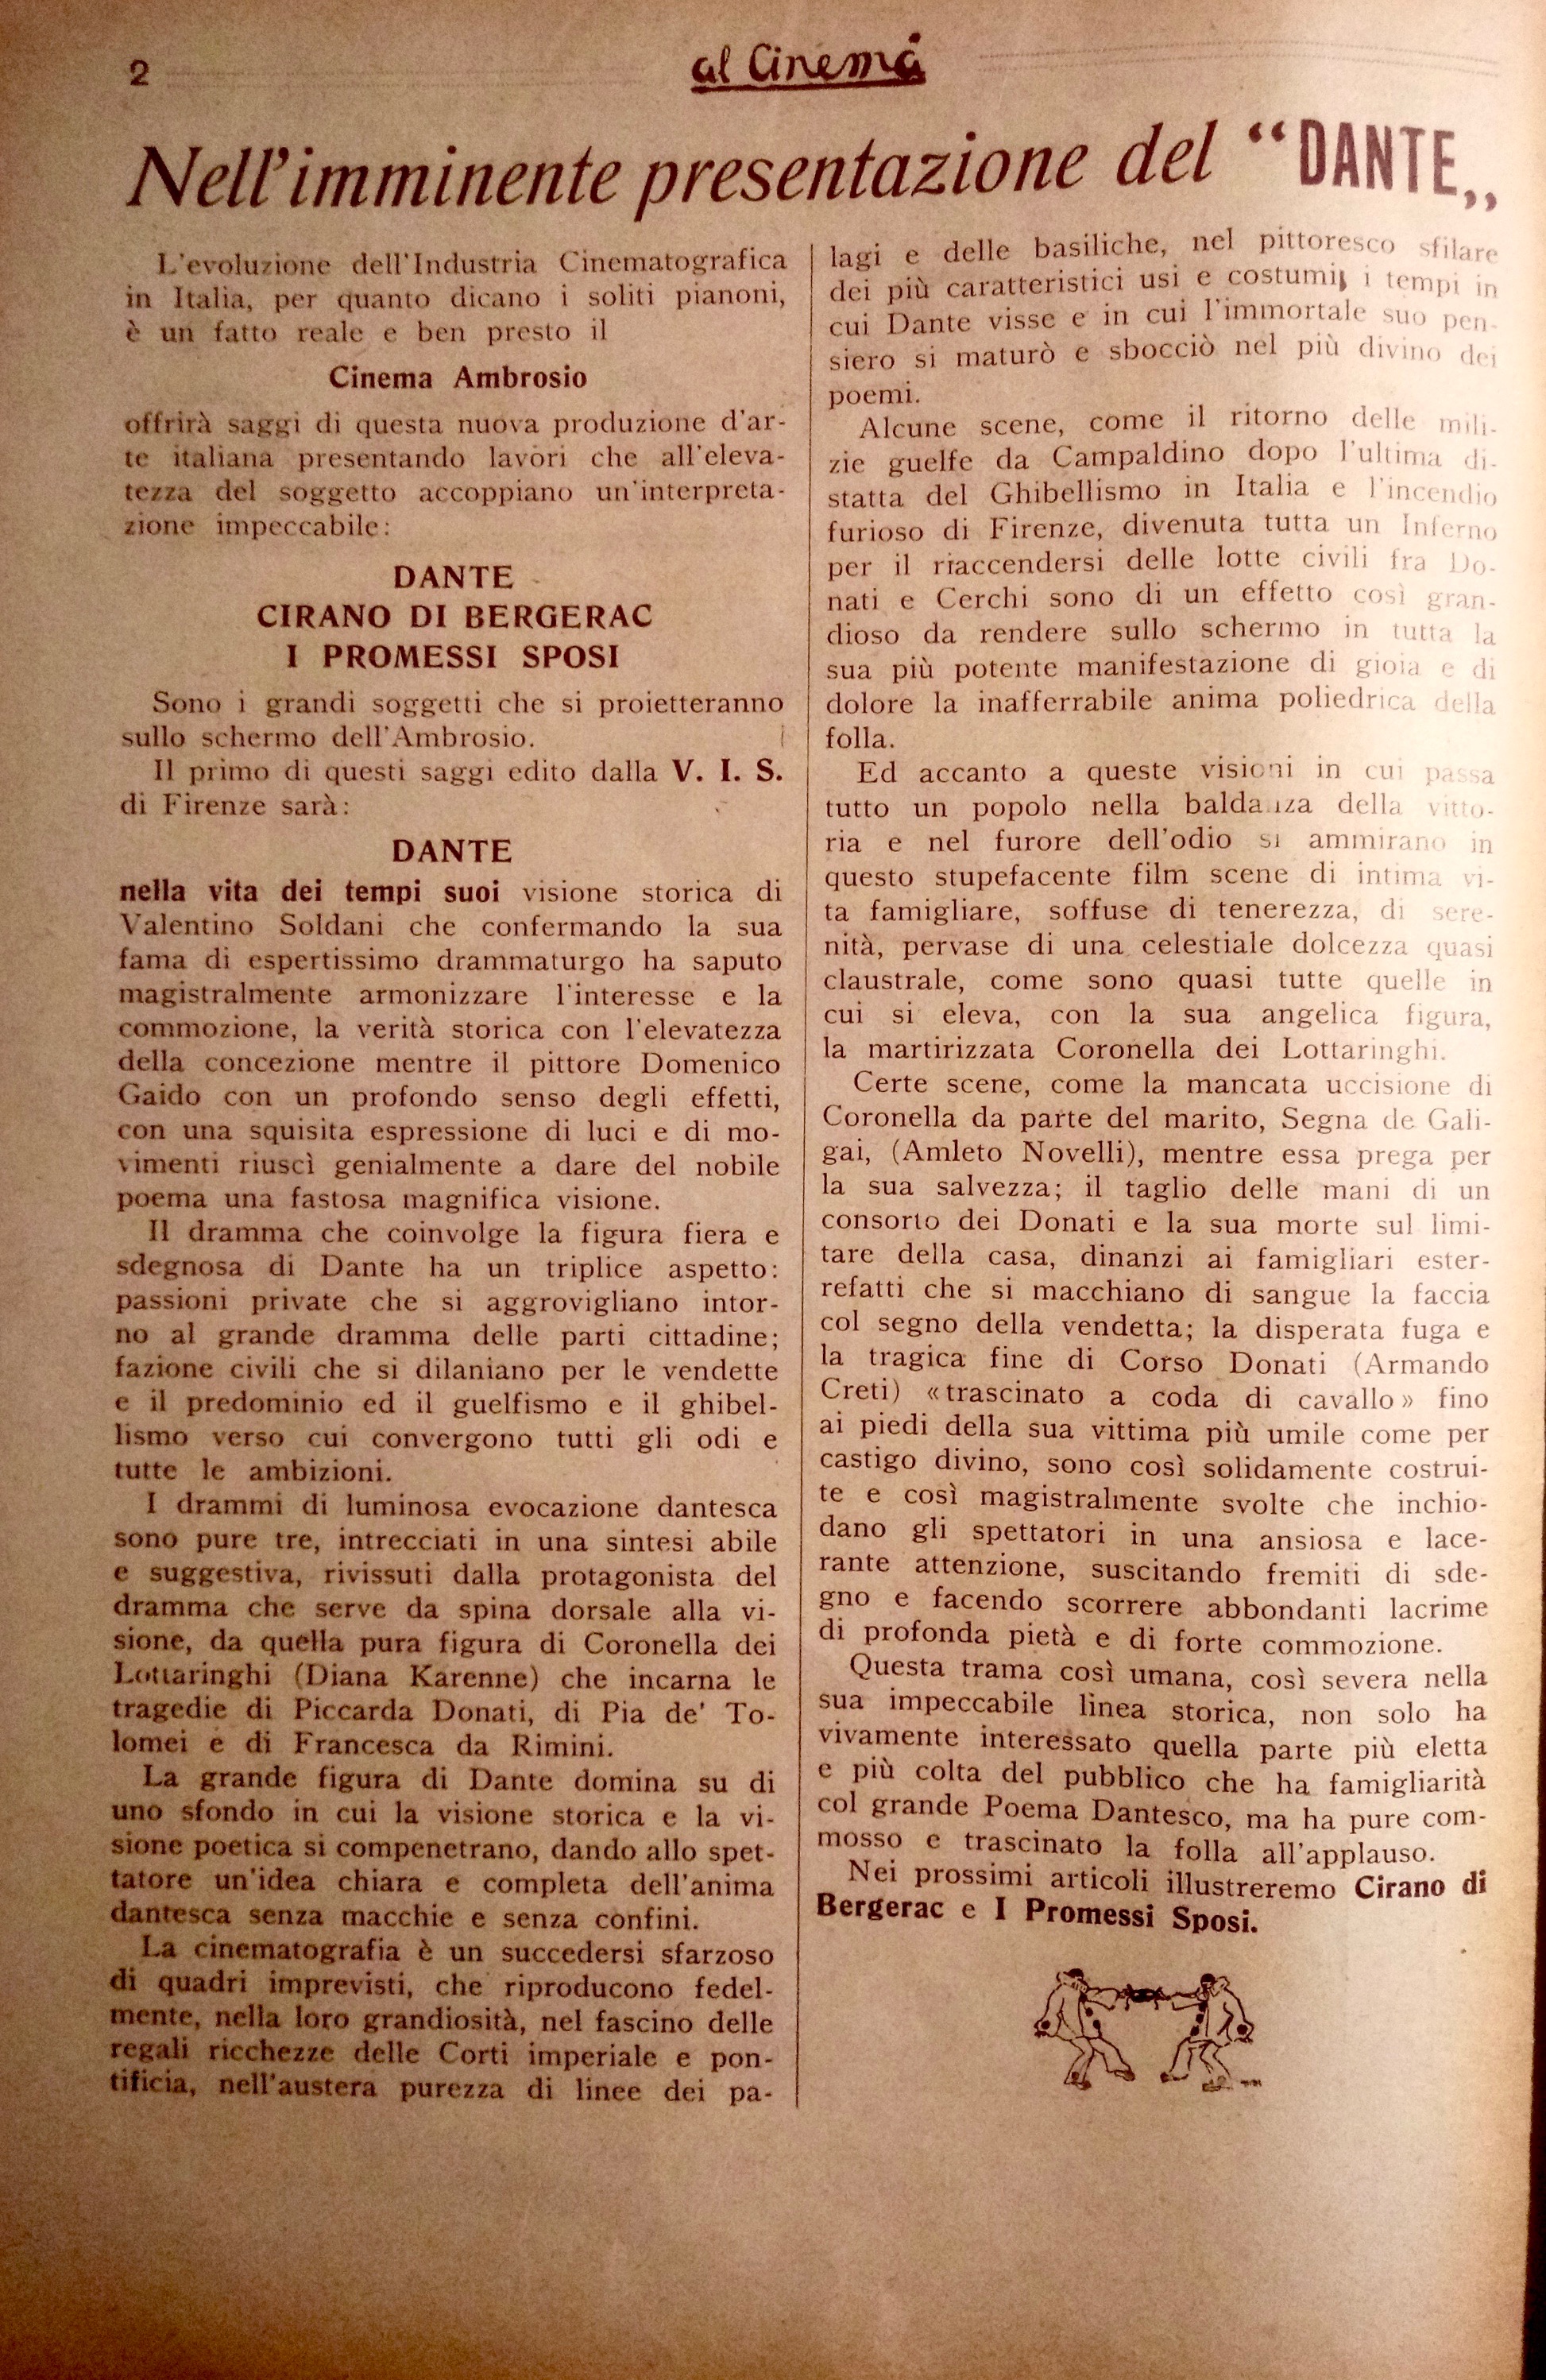 2
al Cinemà
Nell'imminente presentazione del “DANTE„
L'evoluzione dell'Industria Cinematografica
in Italia, per quanto dicano i soliti pianoni,
è un fatto reale e ben presto il
Cinema Ambrosio
offrirà saggi di questa nuova produzione d'ar-
te italiana presentando lavori che all'eleva-
tezza del soggetto accoppiano un'interpreta-
zione impeccabile:
DANTE
CIRANO DI BERGERAC
I PROMESSI SPOSI
Sono i grandi soggetti che si proietteranno
sullo schermo dell'Ambrosio.
Il primo di questi saggi edito dalla V. I. S.
di Firenze sarà:
DANTE
nella vita dei tempi suoi visione storica di
Valentino Soldani che confermando la sua
fama di espertissimo drammaturgo ha saputo
magistralmente armonizzare l'interesse e la
commozione, la verità storica con l'elevatezza
della concezione mentre il pittore Domenico
Gaido con un profondo senso degli effetti,
con una squisita espressione di luci e di mo-
vimenti riuscì genialmente a dare del nobile
poema una fastosa magnifica visione.
Il dramma che coinvolge la figura fiera e
sdegnosa di Dante ha un triplice aspetto:
passioni private che si aggrovigliano intor-
no al grande dramma delle parti cittadine;
fazione civili che si dilaniano per le vendette
e il predominio ed il guelfismo e il ghibel-
lismo verso cui convergono tutti gli odi e
tutte le ambizioni.
I drammi di luminosa evocazione dantesca
sono pure tre, intrecciati in una sintesi abile
e suggestiva, rivissuti dalla protagonista del
dramma che serve da spina dorsale alla vi-
sione, da quella pura figura di Coronella dei
Lottaringhi (Diana Karenne) che incarna le
tragedie di Piccarda Donati, di Pia de' To-
lomei e di Francesca da Rimini.
La grande figura di Dante domina su di
uno sfondo in cui la visione storica e la vi-
sione poetica si compenetrano, dando allo spet-
tatore un'idea chiara e completa dell'anima
dantesca senza macchie e senza confini.
La cinematografia è un succedersi sfarzoso
di quadri imprevisti, che riproducono fedel-
mente, nella loro grandiosità, nel fascino delle
regali ricchezze delle Corti imperiale e pon-
tificia, nell'austera purezza di linee dei pa-
lagi e delle basiliche, nel pittoresco sfilare
dei più caratteristici usi e costumi, i tempi in
cui Dante visse e in cui l'immortale suo pen-
siero si maturò e sbocciò nel più divino dei
poemi.
Alcune scene, come il ritorno delle mili-
zie guelfe da Campaldino dopo l'ultima di-
statta del Ghibellismo in Italia e l'incendio
furioso di Firenze, divenuta tutta un Inferno
per il riaccendersi delle lotte civili fra Do-
nati e Cerchi sono di un effetto così gran-
dioso da rendere sullo schermo in tutta la
sua più potente manifestazione di gioia e di
dolore la inafferrabile anima poliedrica della
folla.
Ed accanto a queste visioni in cui passa
tutto un popolo nella baldanza della vitto-
ria e nel furore dell'odio si ammirano in
questo stupefacente film scene di intima vi-
ta famigliare, soffuse di tenerezza, di sere-
nità, pervase di una celestiale dolcezza quasi
claustrale, come sono quasi tutte quelle in
cui si eleva, con la sua angelica figura,
la martirizzata Coronella dei Lottaringhi.
Certe scene, come la mancata uccisione di
Coronella da parte del marito, Segna de Gali-
gai, (Amleto Novelli), mentre essa prega per
la sua salvezza; il taglio delle mani di un
consorto dei Donati e la sua morte sul limi-
tare della casa, dinanzi ai famigliari ester-
refatti che si macchiano di sangue la faccia
col segno della vendetta; la disperata fuga e
la tragica fine di Corso Donati (Armando
Creti) «trascinato a coda di cavallo» fino
ai piedi della sua vittima più umile come per
castigo divino, sono così solidamente costrui-
te e così magistralmente svolte che inchio-
dano gli spettatori in una ansiosa e lace-
rante attenzione, suscitando fremiti di sde-
gno e facendo scorrere abbondanti lacrime
di profonda pietà e di forte commozione.
Questa trama così umana, così severa nella
sua impeccabile linea storica, non solo ha
vivamente interessato quella parte più eletta
e più colta del pubblico che ha famigliarità
col grande Poema Dantesco, ma ha pure com-
mosso e trascinato la folla all'applauso.
Nei prossimi articoli illustreremo Cirano di
Bergerac e I Promessi Sposi.